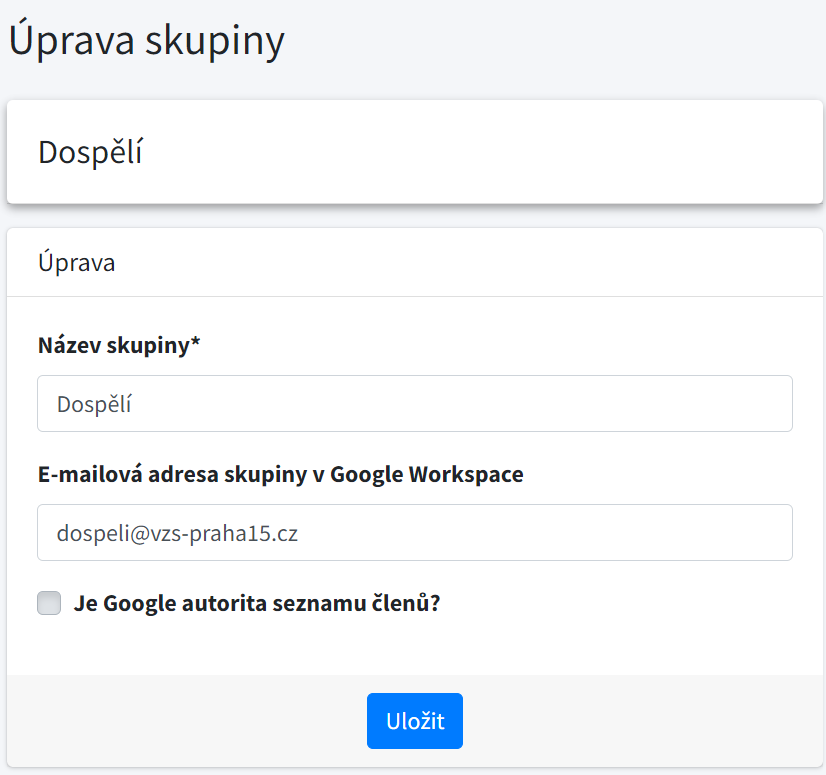 Úprava skupiny
Dospělí
Úprava
Název skupiny*
Dospělí
E-mailová adresa skupiny v Google Workspace
dospeli@vzs-praha15.cz
Je Google autorita seznamu členů?
Uložit